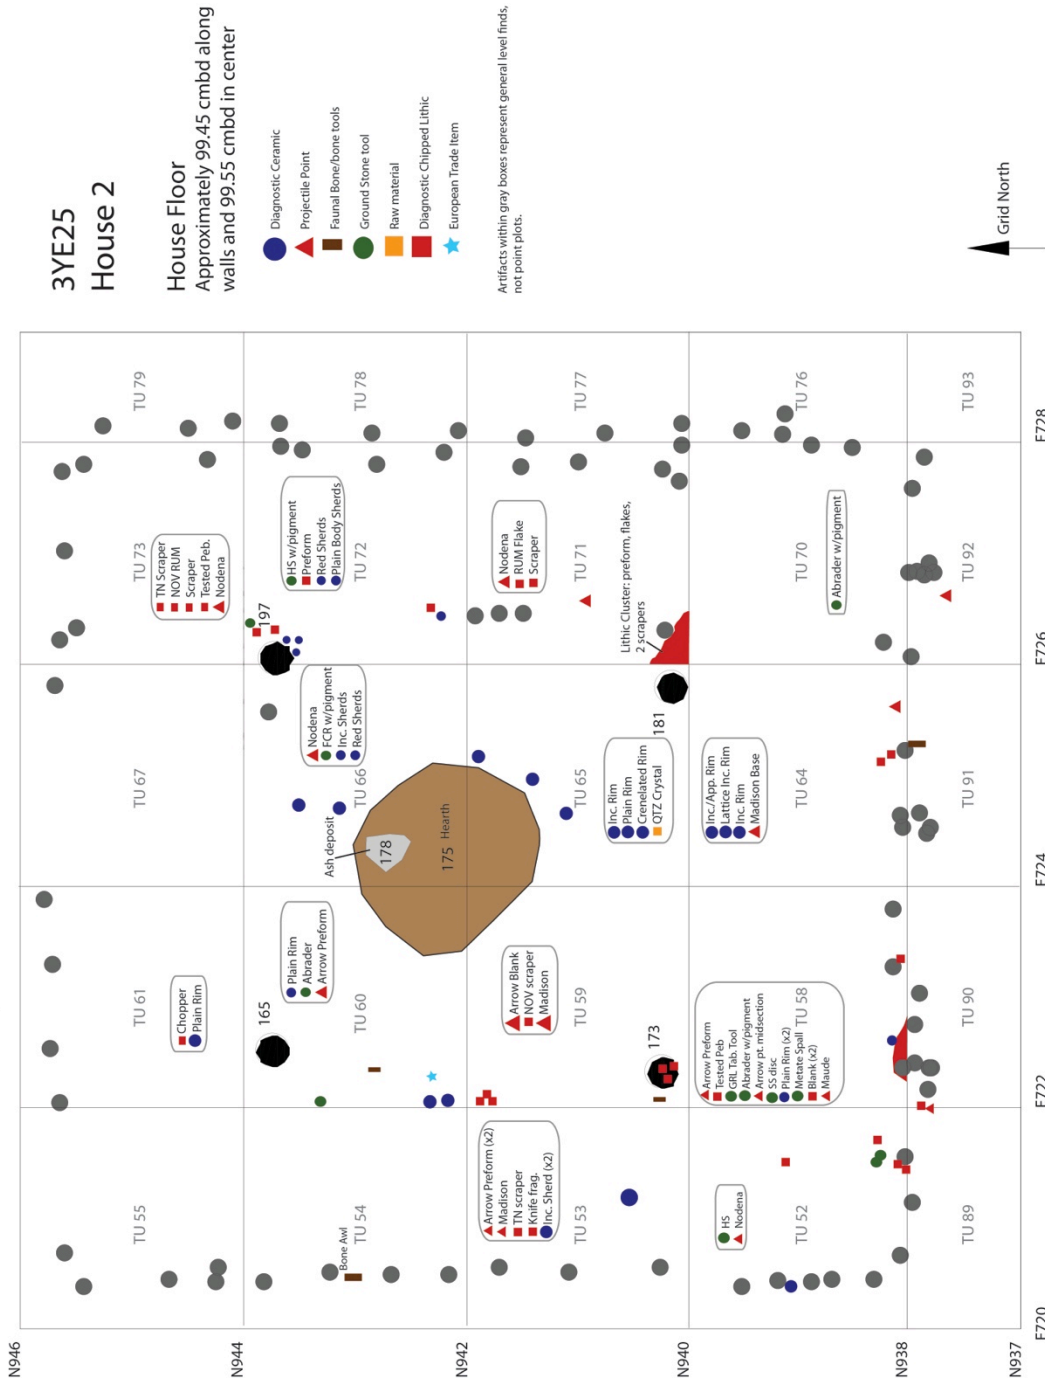 3YE25
House 2
House Floor
Approximately 99.45 cmbd along
walls and 99.55 cmbd in center
Diagnostic Ceramic
Projectile Point
Faunal Bone/bone tools
Ground Stone tool
Raw material
Diagnostic Chipped Lithic
European Trade Item
Artifacts within gray boxes represent general level finds,
not point plots.
Grid North
TU 79
TU 78
TU 77
TU 76
TU 93
E728
TU 73
TN Scraper
NOV RUM
Scraper
Tested Peb.
Nodena
197
HS w/pigment
Preform
Red Sherds
Plain Body Sherds
TU 72
Nodena
RUM Flake
Scraper
TU 71
Lithic Cluster: preform, flakes,
2 scrapers
TU 70
Abrader w/pigment
TU 92
E726
TU 67
Nodena
FCR w/pigment
Inc. Sherds
Red Sherds
TU 66
Ash deposit
178
175
Hearth
TU 65
181
Inc. Rim
Plain Rim
Crenelated Rim
QTZ Crystal
Inc./App. Rim
Lattice Inc. Rim
Inc. Rim
Madison Base
TU 64
TU 91
E724
TU 61
Chopper
Plain Rim
165
Plain Rim
Abrader
Arrow Preform
TU 60
Arrow Blank
NOV scraper
Madison
TU 59
173
Arrow Preform
Tested Peb
GRL Tab. Tool
Abrader w/pigment
Arrow pt. midsection
SS disc
Plain Rim (x2)
Metate Spall
Blank (x2)
Maude
TU 58
TU 90
E722
TU 55
TU 54
Bone Awl
Arrow Preform (x2)
Madison
TN scraper
Knife frag.
Inc. Sherd (x2)
TU 53
HS
Nodena
TU 52
TU 89
E720
N946
N944
N942
N940
N938
N937